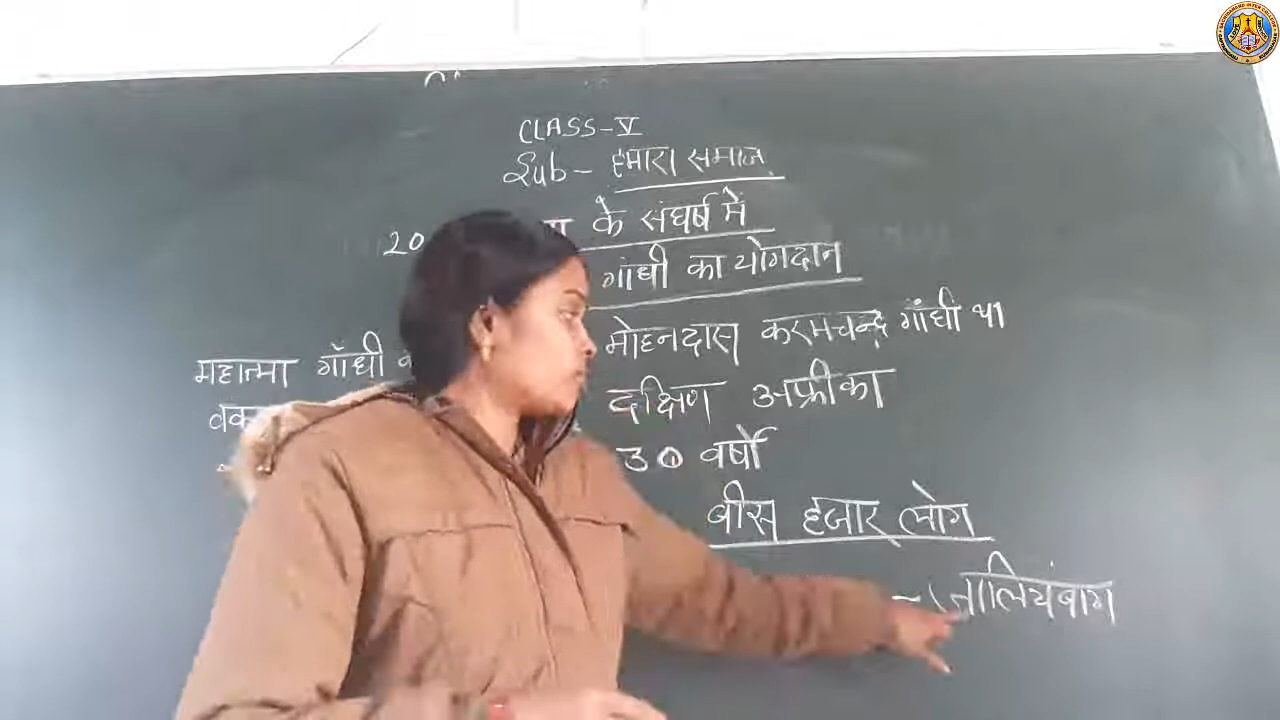 CLASS-V
Sub- हमारा समाज
20 के संघर्ष में
गांधी का योगदान
महात्मा गाँधी मोहनदास करमचन्द्र गाँधी था
दक्षिण अफ्रीका
30 वर्षो
बीस हजार लोग
जालियंबाग